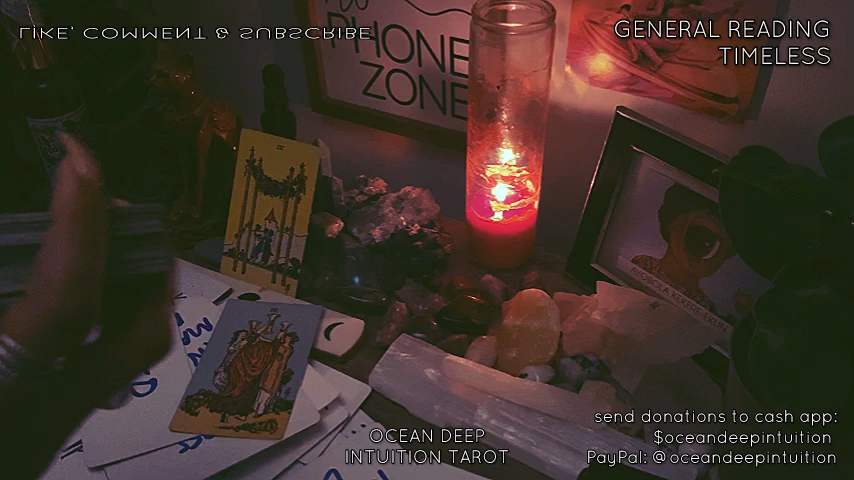 LIKE, COMMENT & SUBSCRIBE
GENERAL READING
TIMELESS
PHONE
ZONE
send donations to cash app:
$oceandeepintuition
PayPal: @oceandeepintuition
OCEAN DEEP
INTUITION TAROT